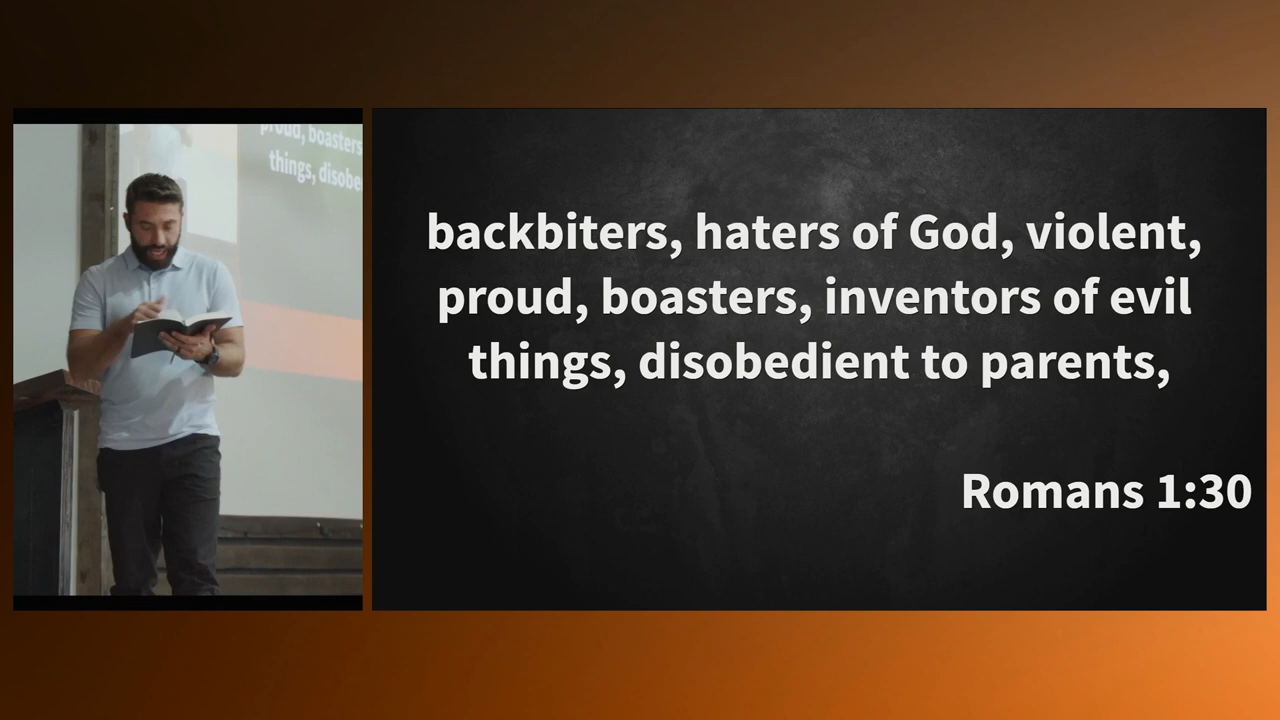 proud, boasters
things, disobe
backbiters, haters of God, violent,
proud, boasters, inventors of evil
things, disobedient to parents,
Romans 1:30